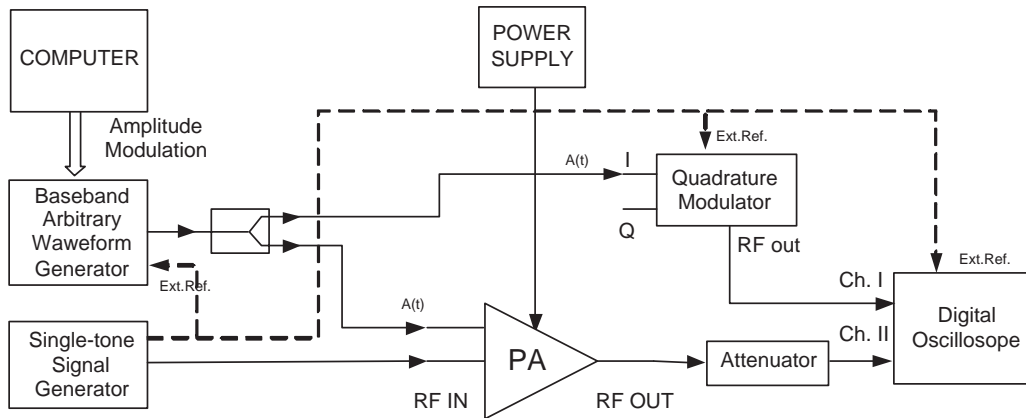 COMPUTER
POWER
SUPPLY
Amplitude
Modulation
Ext.Ref.
A(t)
I
Quadrature
Modulator
Baseband
Arbitrary
Waweform
Generator
Q
RF out
Ext.Ref.
Ext.Ref.
Ch. I
A(t)
Digital
Oscillosope
Single-tone
Signal
Generator
PA
Ch. II
Attenuator
RF IN
RF OUT